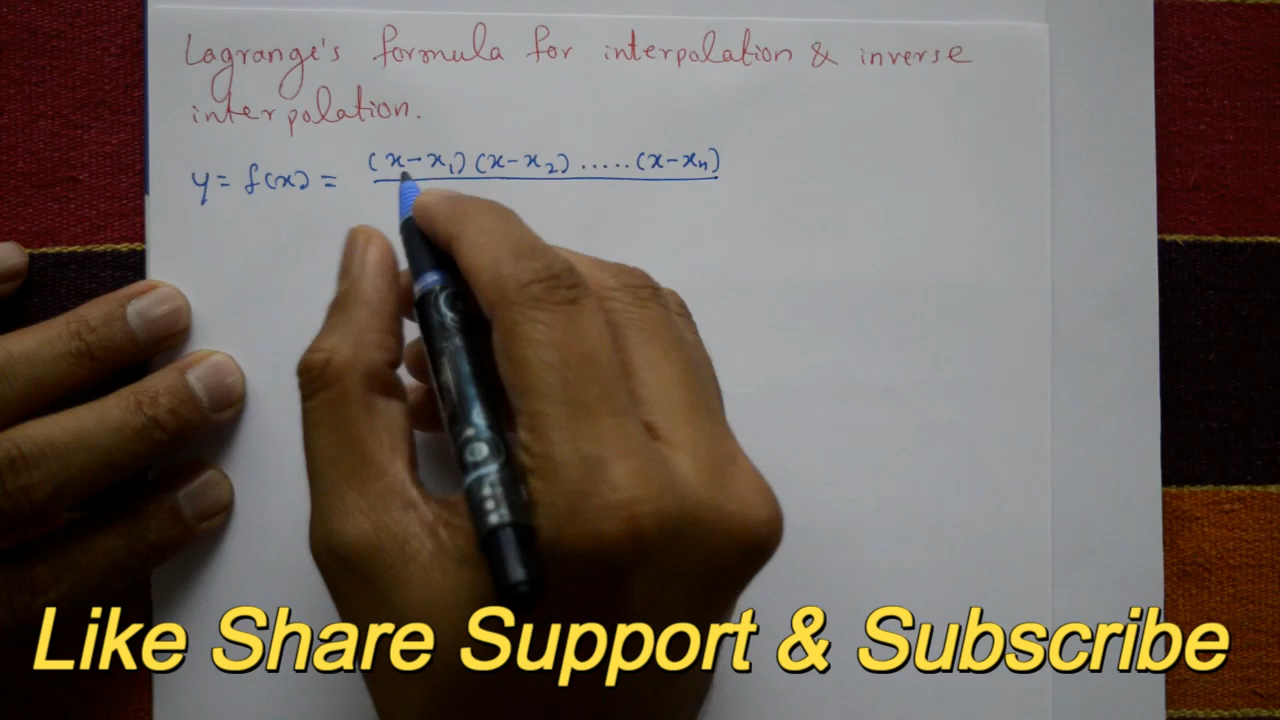 Lagrange's formula for interpolation & inverse
interpolation.
y = f(x) = (x-x₁)(x-x₂).....(x-xₙ)
Like Share Support & Subscribe